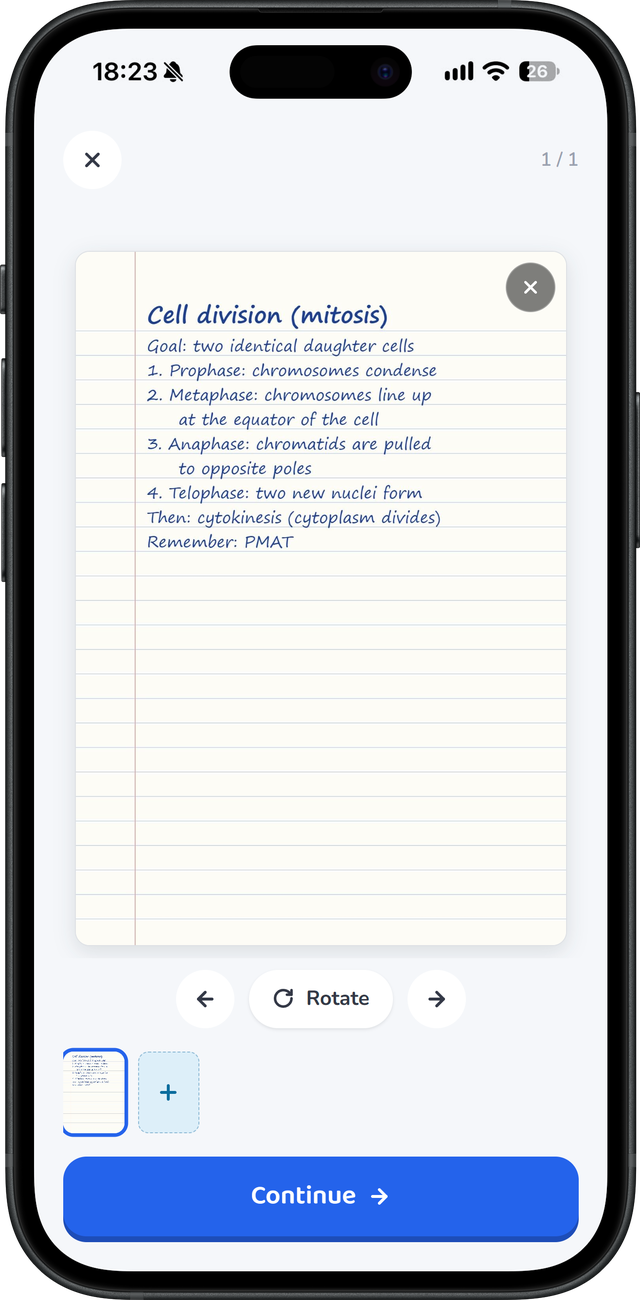 18:23
26
1 / 1
Cell division (mitosis)
Goal: two identical daughter cells
1. Prophase: chromosomes condense
2. Metaphase: chromosomes line up
at the equator of the cell
3. Anaphase: chromatids are pulled
to opposite poles
4. Telophase: two new nuclei form
Then: cytokinesis (cytoplasm divides)
Remember: PMAT
Rotate
Continue